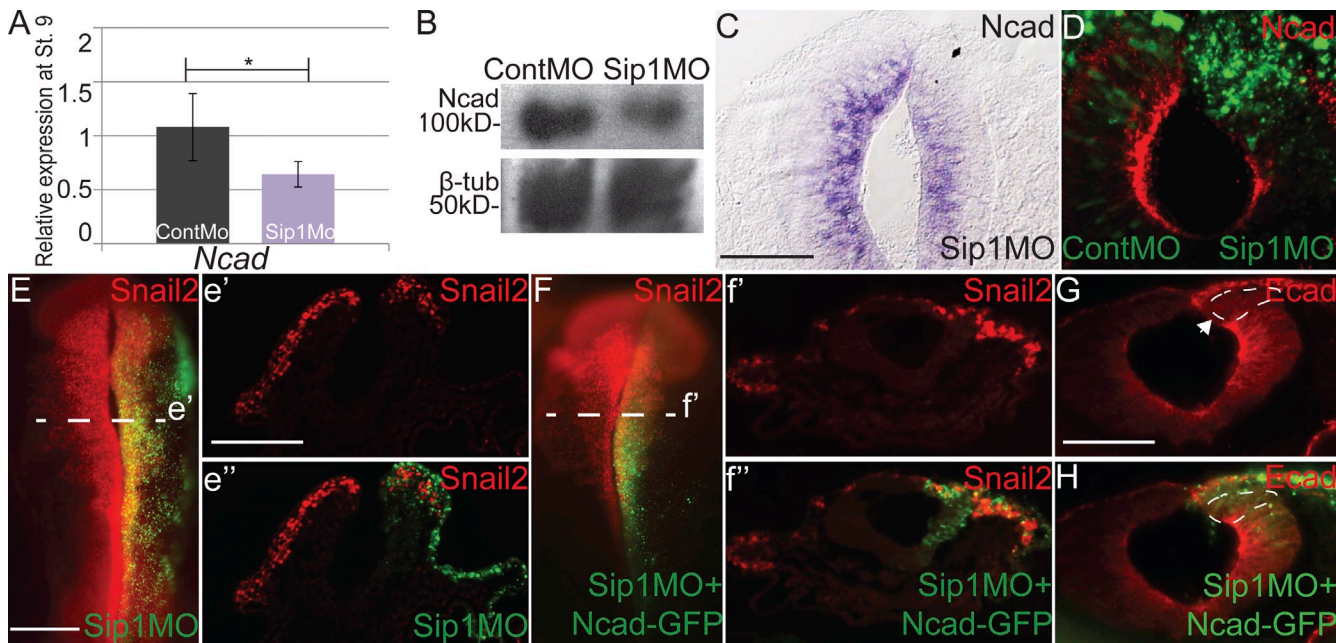 A
Relative expression at St. 9
2
1.5
1
0.5
0
*
ContMo
Sip1Mo
Ncad
B
ContMO Sip1MO
Ncad
100kD-
β-tub
50kD-
C
Ncad
Sip1MO
D
Ncad
ContMO
Sip1MO
E
Snail2
e'
Sip1MO
e'
Snail2
e''
Snail2
Sip1MO
F
Snail2
f'
Sip1MO+
Ncad-GFP
f'
Snail2
f''
Snail2
Sip1MO+
Ncad-GFP
G
Ecad
H
Ecad
Sip1MO+
Ncad-GFP